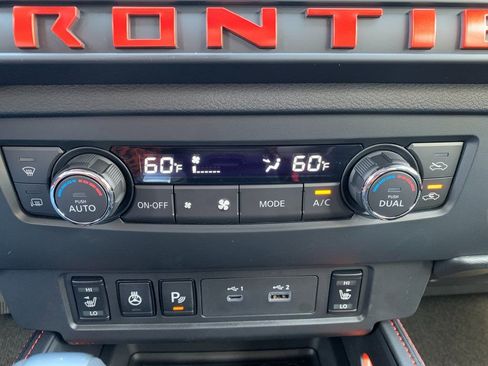 RONTIE
60°F
60°F
PUSH
AUTO
ON-OFF
MODE
A/C
PUSH
DUAL
HI
LO
P
1
2
HI
LO